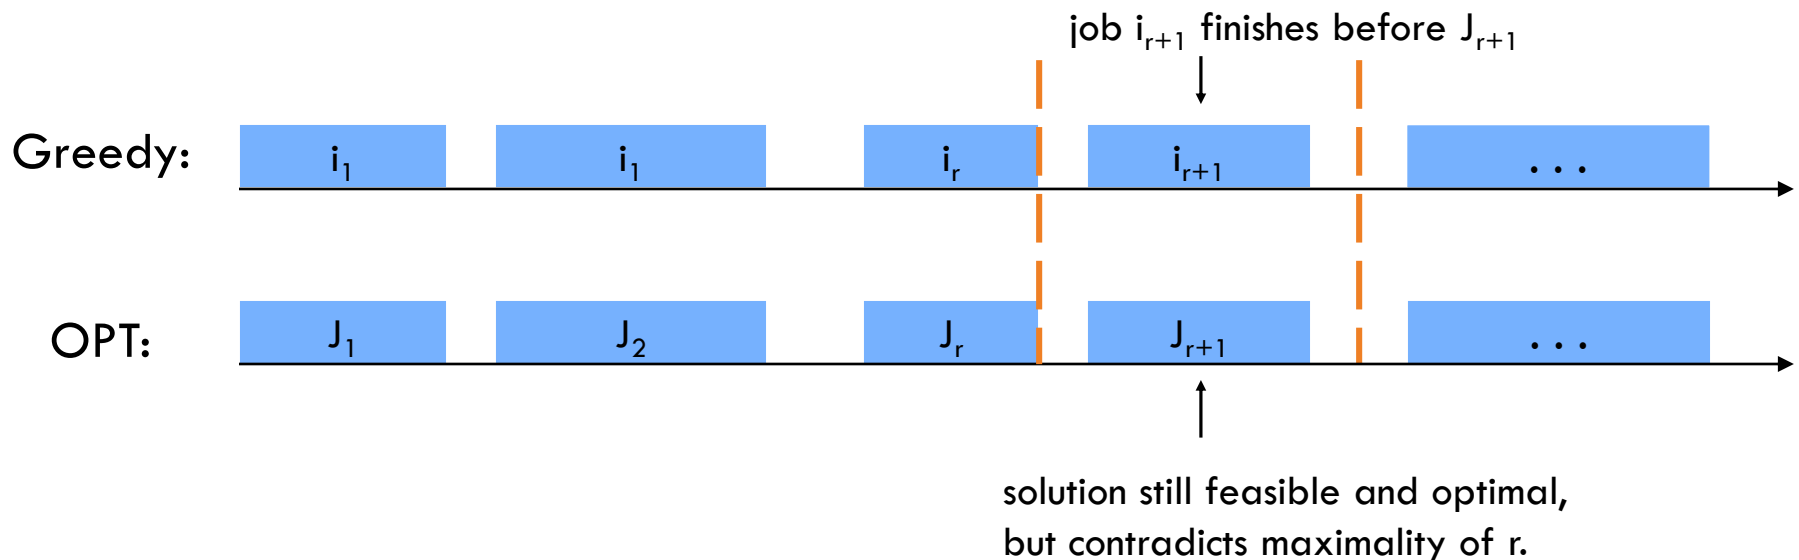 job i_{r+1} finishes before J_{r+1}
Greedy: i_1 i_1 i_r i_{r+1} . . .
OPT: J_1 J_2 J_r J_{r+1} . . .
solution still feasible and optimal,
but contradicts maximality of r.